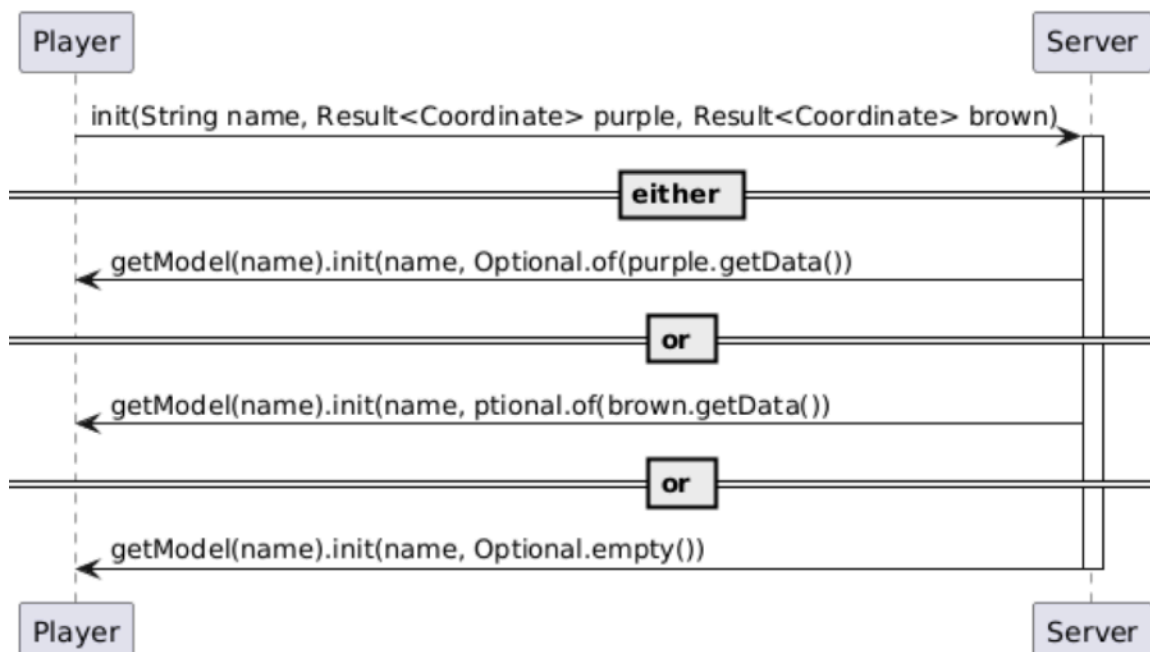 Player Server
init(String name, Result<Coordinate> purple, Result<Coordinate> brown)
either
getModel(name).init(name, Optional.of(purple.getData())
or
getModel(name).init(name, ptional.of(brown.getData())
or
getModel(name).init(name, Optional.empty())
Player Server